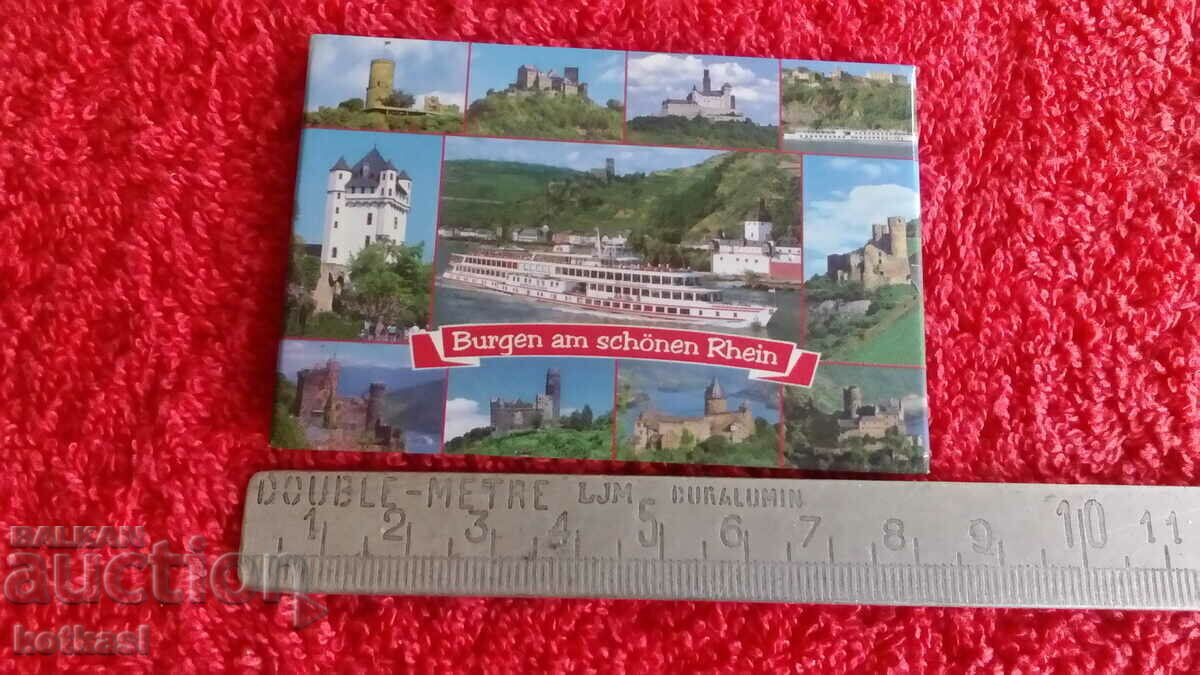 Burgen am schönen Rhein
DOUBLE-METRE LJM DURALUMIN
1 2 3 4 5 6 7 8 9 10 11
BALKAN
auction
kotkasl